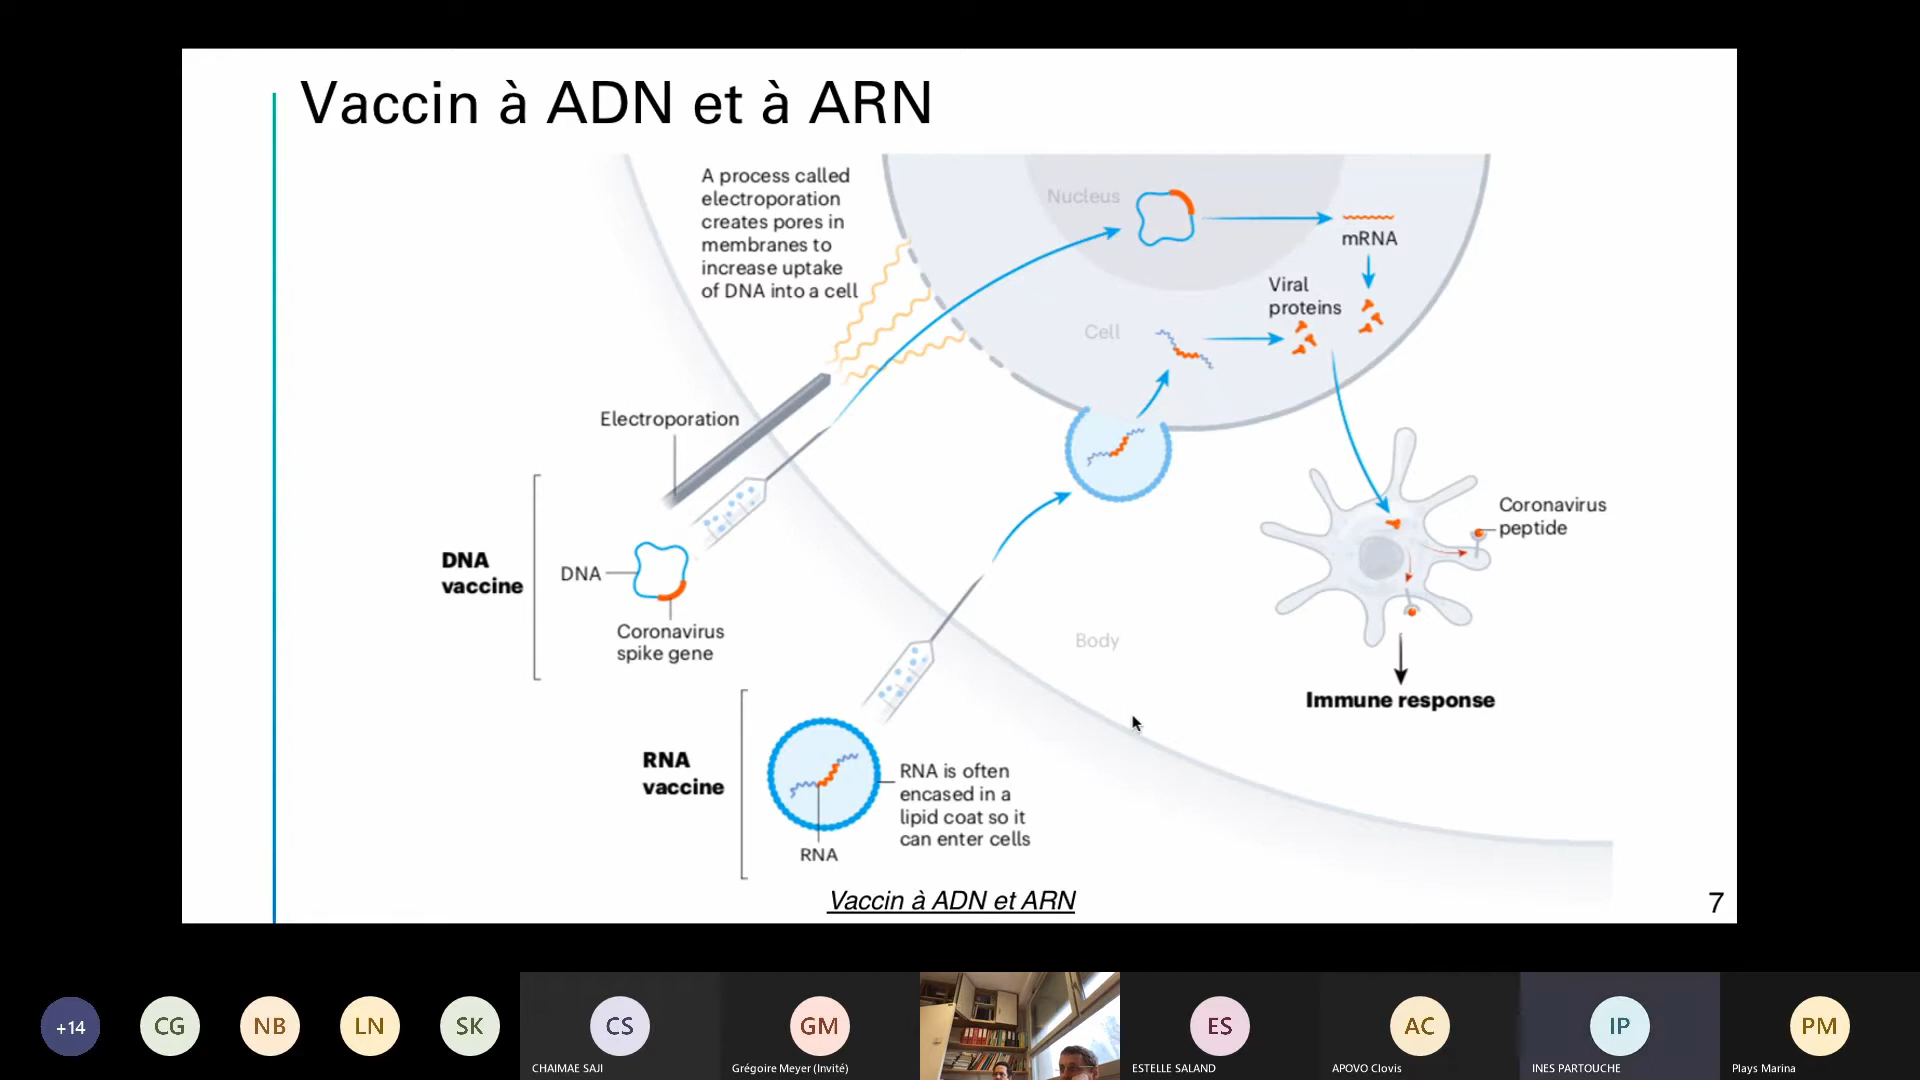 Vaccin à ADN et à ARN
A process called
electroporation
creates pores in
membranes to
increase uptake
of DNA into a cell
Nucleus
mRNA
Viral
proteins
Cell
Electroporation
Coronavirus
peptide
DNA
vaccine
DNA
Coronavirus
spike gene
Body
Immune response
RNA
vaccine
RNA is often
encased in a
lipid coat so it
can enter cells
RNA
Vaccin à ADN et ARN
7
+14
CG
NB
LN
SK
CS
CHAIMAE SAJI
GM
Grégoire Meyer (Invité)
ES
ESTELLE SALAND
AC
APOVO Clovis
IP
INES PARTOUCHE
PM
Plays Marina